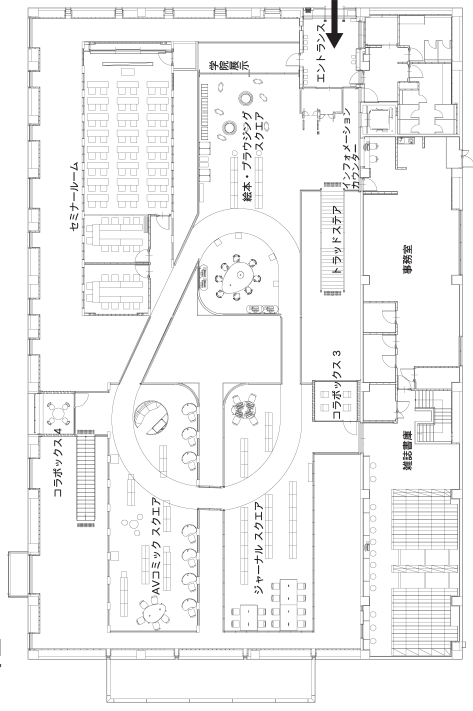 学院展示
エントランス
絵本・ブラウジング
スクエア
インフォメーション
カウンター
セミナールーム
トラッドステア
事務室
コラボックス 3
コラボックス 4
雑誌書庫
AVコミック スクエア
ジャーナル スクエア